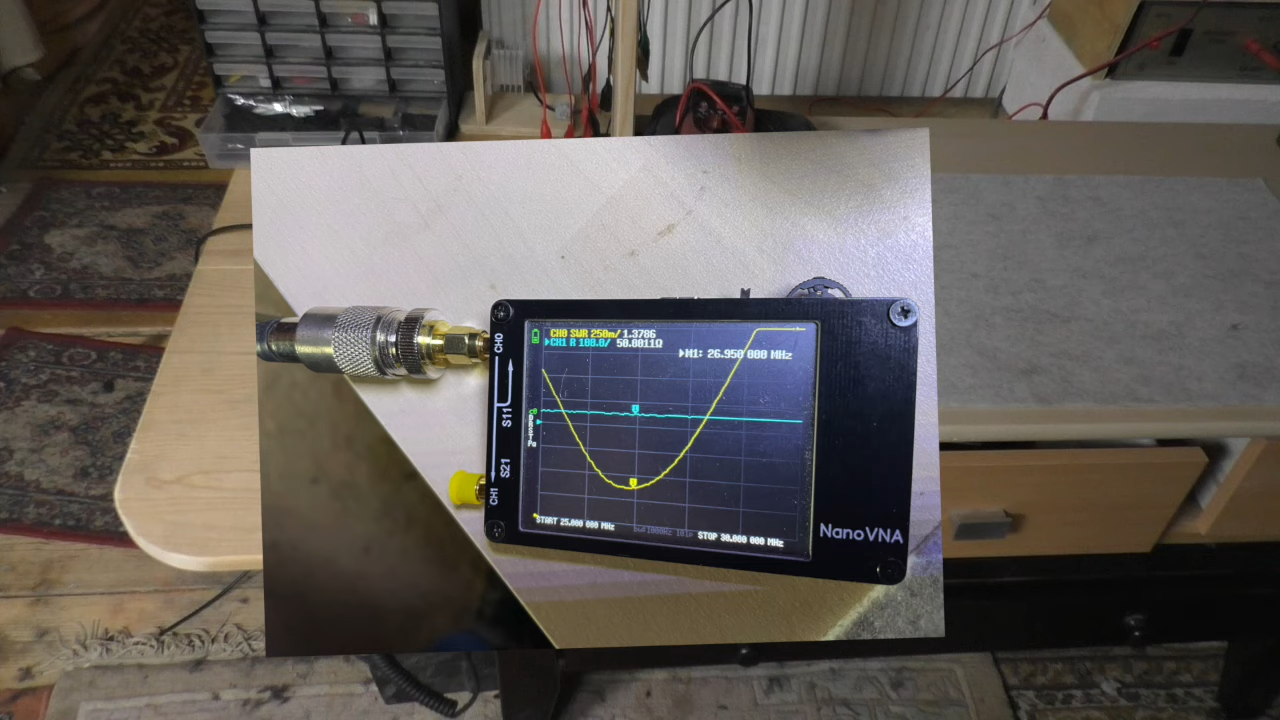 CH0 SWR 250m/ 1.3786
CH1 R 100.0/ 50.0011Ω
M1: 26.950 000 MHz
START 25.000 000 MHz
STOP 30.000 000 MHz
CH0
S11
S21
CH1
NanoVNA